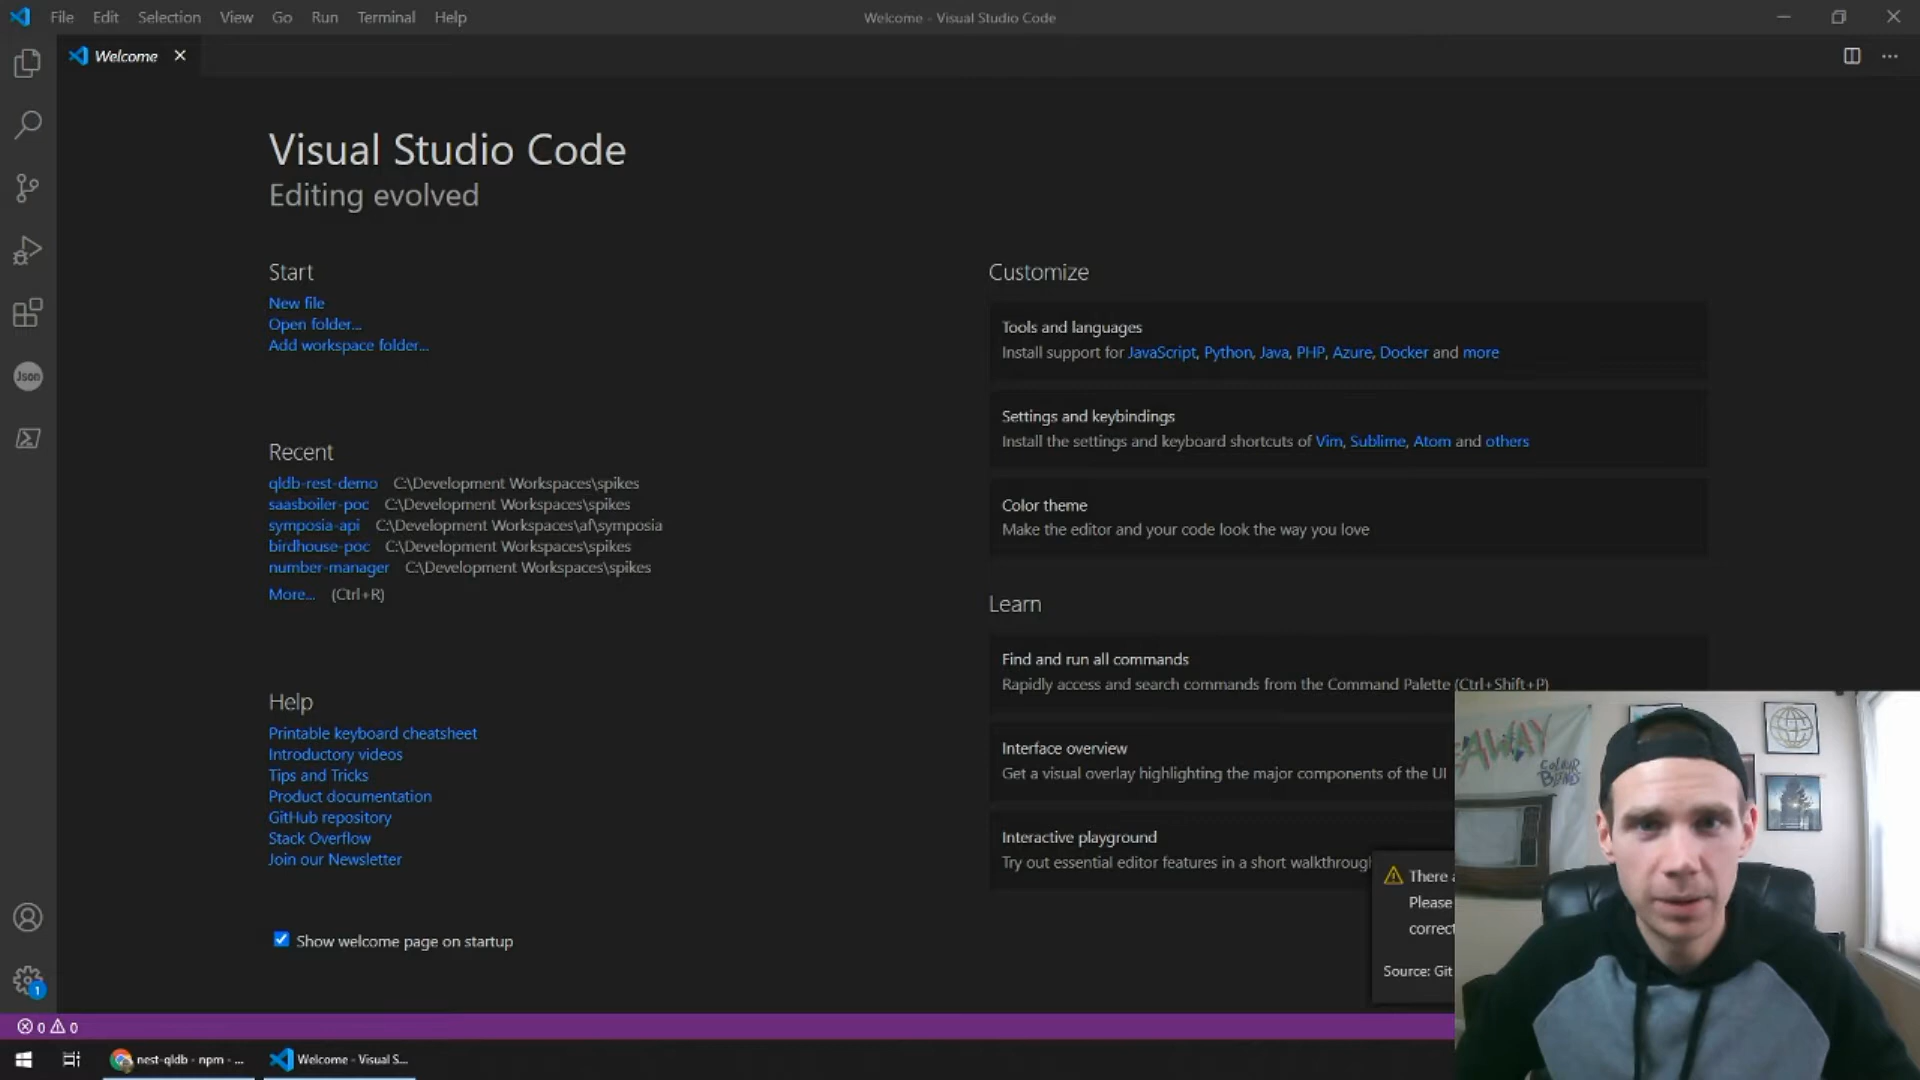 File Edit Selection View Go Run Terminal Help
Welcome - Visual Studio Code
Welcome
Visual Studio Code
Editing evolved
Start
New file
Open folder...
Add workspace folder...
Recent
qldb-rest-demo C:\Development Workspaces\spikes
saasboiler-poc C:\Development Workspaces\spikes
symposia-api C:\Development Workspaces\af\symposia
birdhouse-poc C:\Development Workspaces\spikes
number-manager C:\Development Workspaces\spikes
More... (Ctrl+R)
Help
Printable keyboard cheatsheet
Introductory videos
Tips and Tricks
Product documentation
GitHub repository
Stack Overflow
Join our Newsletter
Show welcome page on startup
Customize
Tools and languages
Install support for JavaScript, Python, Java, PHP, Azure, Docker and more
Settings and keybindings
Install the settings and keyboard shortcuts of Vim, Sublime, Atom and others
Color theme
Make the editor and your code look the way you love
Learn
Find and run all commands
Rapidly access and search commands from the Command Palette (Ctrl+Shift+P)
Interface overview
Get a visual overlay highlighting the major components of the UI
Interactive playground
Try out essential editor features in a short walkthroug
There
Please
correct
Source: Git
Json
1
0 0
nest-qldb - npm - ...
Welcome - Visual S...
AWAY
COLOUR